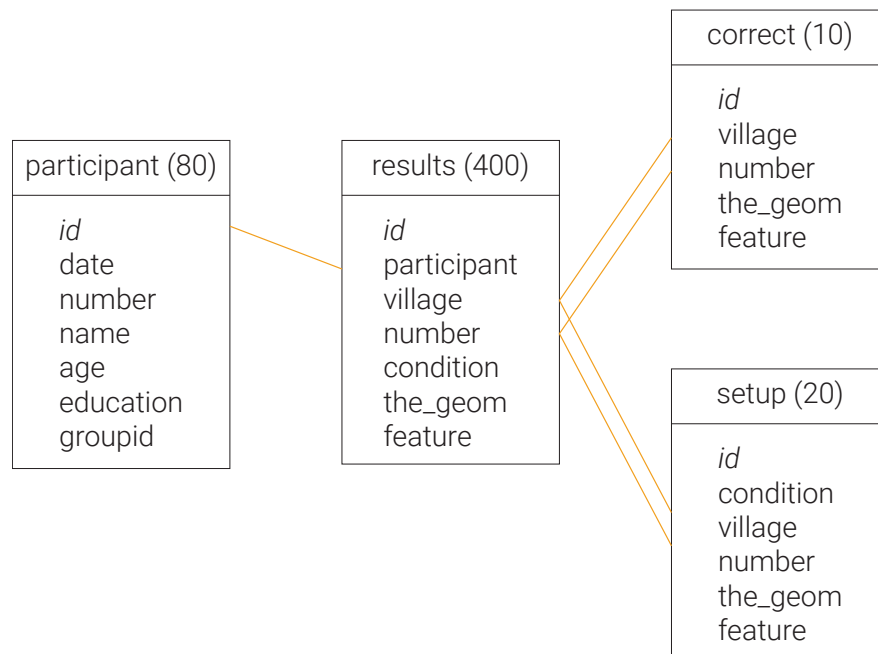 participant (80)
id
date
number
name
age
education
groupid
results (400)
id
participant
village
number
condition
the_geom
feature
correct (10)
id
village
number
the_geom
feature
setup (20)
id
condition
village
number
the_geom
feature